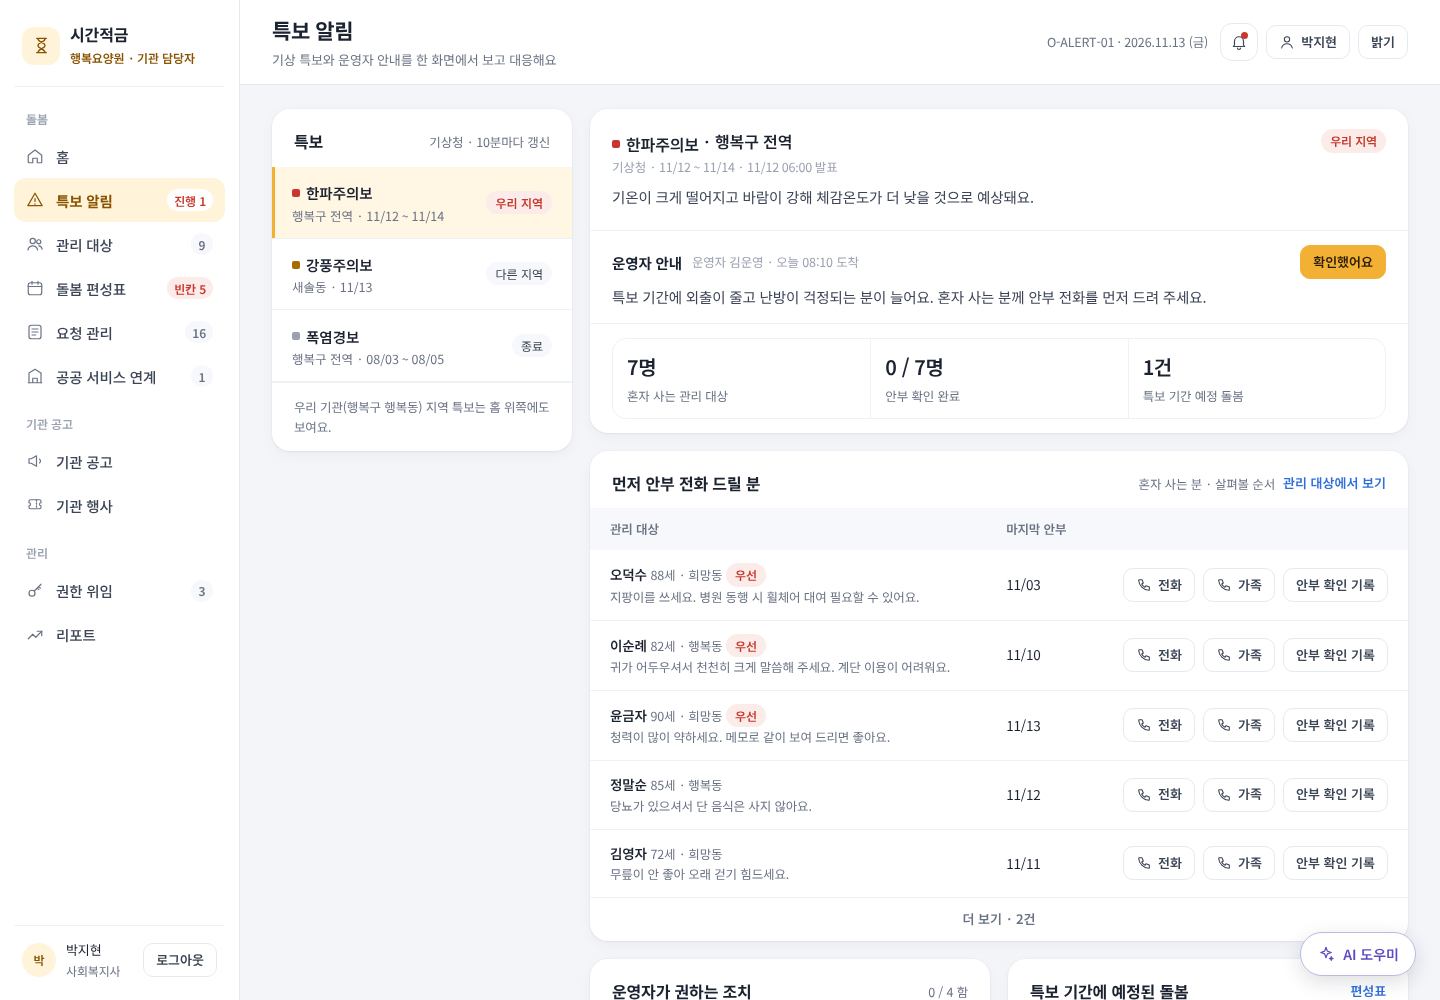 시간적금
행복요양원 · 기관 담당자
돌봄
홈
특보 알림 진행 1
관리 대상 9
돌봄 편성표 빈칸 5
요청 관리 16
공공 서비스 연계 1
기관 공고
기관 공고
기관 행사
관리
권한 위임 3
리포트
박 박지현
사회복지사
로그아웃
특보 알림
기상 특보와 운영자 안내를 한 화면에서 보고 대응해요
O-ALERT-01 · 2026.11.13 (금)
박지현
밝기
특보 기상청 · 10분마다 갱신
한파주의보
행복구 전역 · 11/12 ~ 11/14
우리 지역
강풍주의보
새솔동 · 11/13
다른 지역
폭염경보
행복구 전역 · 08/03 ~ 08/05
종료
우리 기관(행복구 행복동) 지역 특보는 홈 위쪽에도
보여요.
한파주의보 · 행복구 전역 우리 지역
기상청 · 11/12 ~ 11/14 · 11/12 06:00 발표
기온이 크게 떨어지고 바람이 강해 체감온도가 더 낮을 것으로 예상돼요.
운영자 안내 운영자 김운영 · 오늘 08:10 도착 확인했어요
특보 기간에 외출이 줄고 난방이 걱정되는 분이 늘어요. 혼자 사는 분께 안부 전화를 먼저 드려 주세요.
7명
혼자 사는 관리 대상
0 / 7명
안부 확인 완료
1건
특보 기간 예정 돌봄
먼저 안부 전화 드릴 분 혼자 사는 분 · 살펴볼 순서 관리 대상에서 보기
관리 대상 마지막 안부
오덕수 88세 · 희망동 우선
지팡이를 쓰세요. 병원 동행 시 휠체어 대여 필요할 수 있어요.
11/03 전화 가족 안부 확인 기록
이순례 82세 · 행복동 우선
귀가 어두우셔서 천천히 크게 말씀해 주세요. 계단 이용이 어려워요.
11/10 전화 가족 안부 확인 기록
윤금자 90세 · 희망동 우선
청력이 많이 약하세요. 메모로 같이 보여 드리면 좋아요.
11/13 전화 가족 안부 확인 기록
정말순 85세 · 행복동
당뇨가 있으셔서 단 음식은 사지 않아요.
11/12 전화 가족 안부 확인 기록
김영자 72세 · 희망동
무릎이 안 좋아 오래 걷기 힘드세요.
11/11 전화 가족 안부 확인 기록
더 보기 · 2건
운영자가 권하는 조치 0 / 4 함
특보 기간에 예정된 돌봄 편성표
AI 도우미